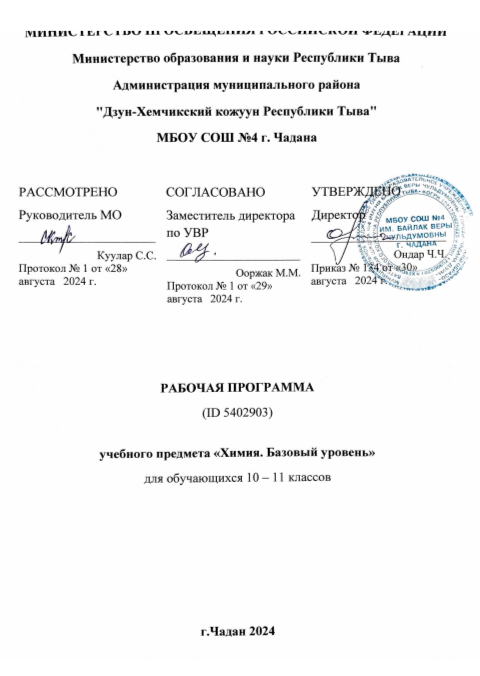 МИНИСТЕРСТВО ПРОСВЕЩЕНИЯ РОССИЙСКОЙ ФЕДЕРАЦИИ
Министерство образования и науки Республики Тыва
Администрация муниципального района
"Дзун-Хемчикский кожуун Республики Тыва"
МБОУ СОШ №4 г. Чадана
РАССМОТРЕНО
Руководитель МО
Куулар С.С.
Протокол № 1 от «28»
августа 2024 г.
СОГЛАСОВАНО
Заместитель директора
по УВР
Ооржак М.М.
Протокол № 1 от «29»
августа 2024 г.
УТВЕРЖДЕНО
Директор
Ондар Ч.Ч.
Приказ № 134 от «30»
августа 2024 г.
МБОУ СОШ №4
ИМ. БАЙЛАК ВЕРЫ
ЧУЛЬДУМОВНЫ
г. ЧАДАНА
РАБОЧАЯ ПРОГРАММА
(ID 5402903)
учебного предмета «Химия. Базовый уровень»
для обучающихся 10 – 11 классов
г.Чадан 2024